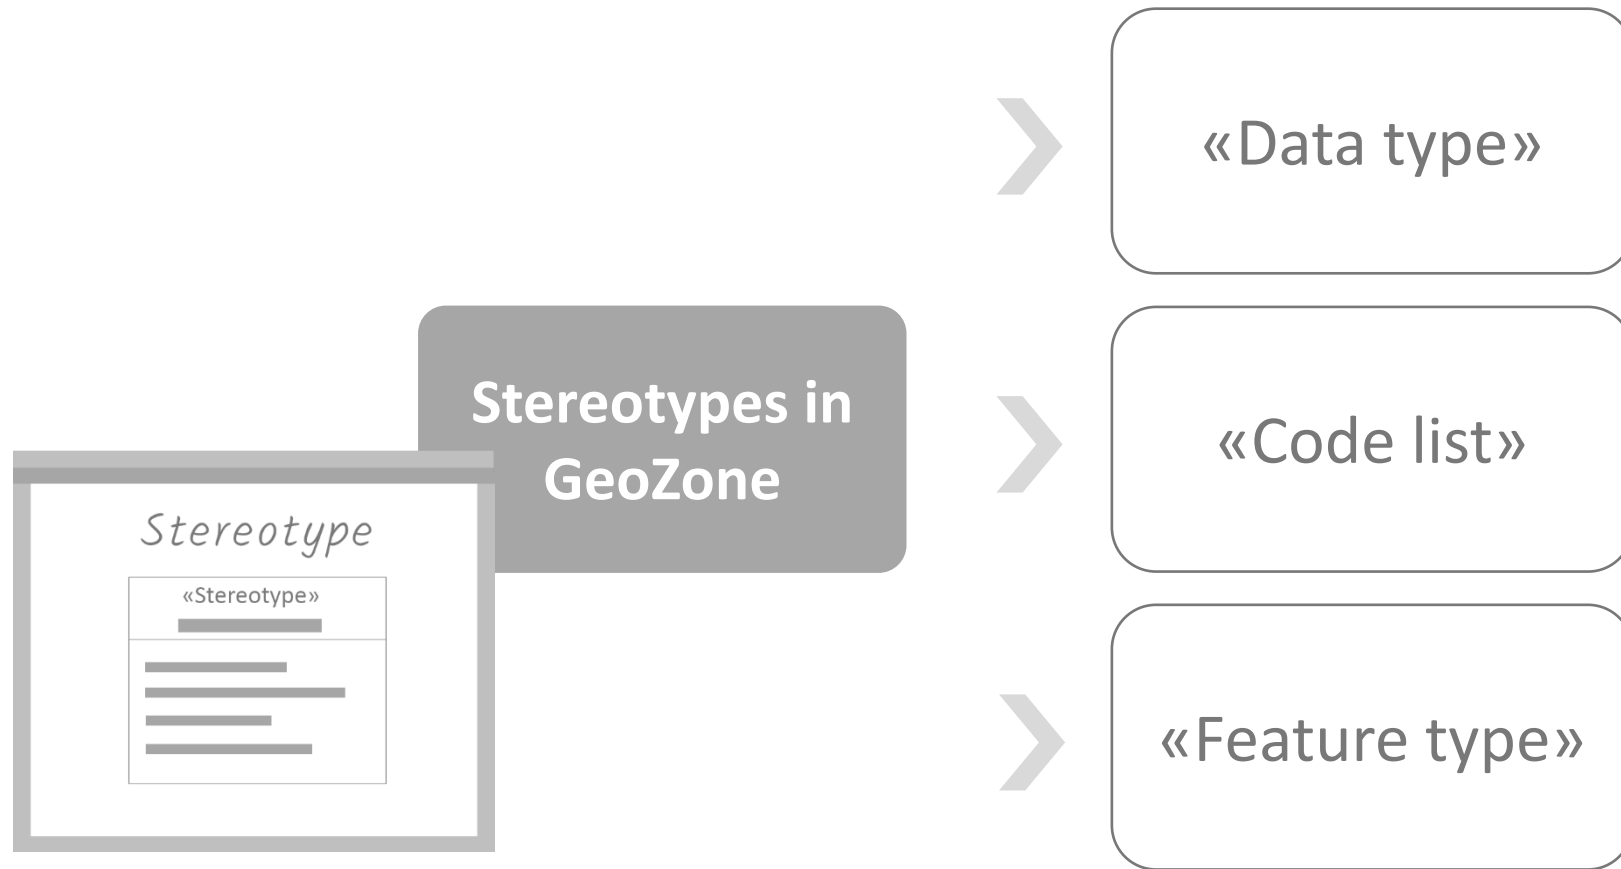 Stereotypes in
GeoZone
Stereotype
«Stereotype»
«Data type»
«Code list»
«Feature type»